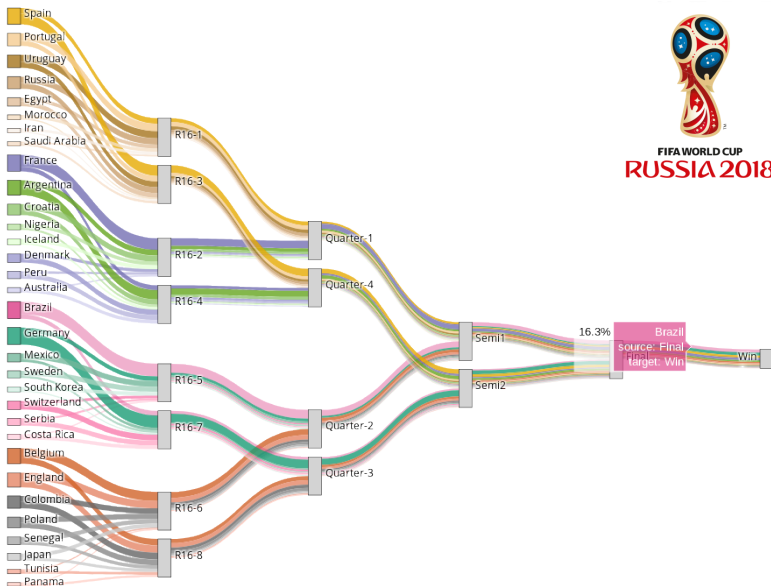 Spain
Portugal
Uruguay
Russia
Egypt
Morocco
Iran
Saudi Arabia
France
Argentina
Croatia
Nigeria
Iceland
Denmark
Peru
Australia
Brazil
Germany
Mexico
Sweden
South Korea
Switzerland
Serbia
Costa Rica
Belgium
England
Colombia
Poland
Senegal
Japan
Tunisia
Panama
R16-1
R16-3
R16-2
R16-4
R16-5
R16-7
R16-6
R16-8
Quarter-1
Quarter-4
Quarter-2
Quarter-3
Semi1
Semi2
16.3%
Brazil
source: Final
target: Win
Final
Win
FIFA WORLD CUP
RUSSIA 2018